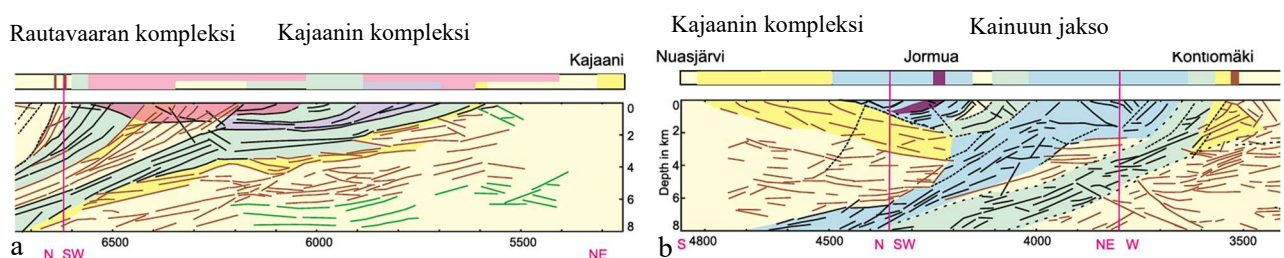 Rautavaaran kompleksi Kajaanin kompleksi
Kajaani
0
2
4
6
8
6500 6000 5500
a
N SW NE
Kajaanin kompleksi Kainuun jakso
Nuasjärvi Jormua Kontiomäki
0
2
4
6
8
Depth in km
b
S 4800 4500 N SW 4000 NE W 3500